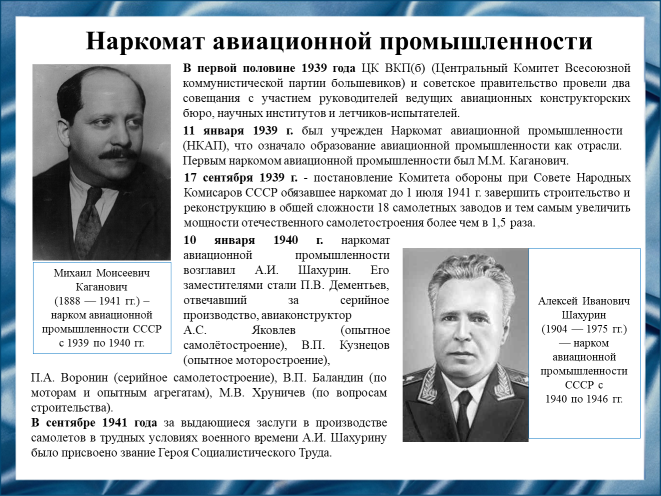 Наркомат авиационной промышленности
В первой половине 1939 года ЦК ВКП(б) (Центральный Комитет Всесоюзной
коммунистической партии большевиков) и советское правительство провели два
совещания с участием руководителей ведущих авиационных конструкторских
бюро, научных институтов и летчиков-испытателей.
11 января 1939 г. был учрежден Наркомат авиационной промышленности
(НКАП), что означало образование авиационной промышленности как отрасли.
Первым наркомом авиационной промышленности был М.М. Каганович.
17 сентября 1939 г. - постановление Комитета обороны при Совете Народных
Комисаров СССР обязавшее наркомат до 1 июля 1941 г. завершить строительство и
реконструкцию в общей сложности 18 самолетных заводов и тем самым увеличить
мощности отечественного самолетостроения более чем в 1,5 раза.
10 января 1940 г. наркомат
авиационной промышленности
возглавил А.И. Шахурин. Его
заместителями стали П.В. Дементьев,
отвечавший за серийное
производство, авиаконструктор
А.С. Яковлев (опытное
самолётостроение), В.П. Кузнецов
(опытное моторостроение),
П.А. Воронин (серийное самолетостроение), В.П. Баландин (по
моторам и опытным агрегатам), М.В. Хруничев (по вопросам
строительства).
В сентябре 1941 года за выдающиеся заслуги в производстве
самолетов в трудных условиях военного времени А.И. Шахурину
было присвоено звание Героя Социалистического Труда.
Михаил Моисеевич
Каганович
(1888 — 1941 гг.) –
нарком авиационной
промышленности СССР
с 1939 по 1940 гг.
Алексей Иванович
Шахурин
(1904 — 1975 гг.)
— нарком
авиационной
промышленности
СССР с
1940 по 1946 гг.